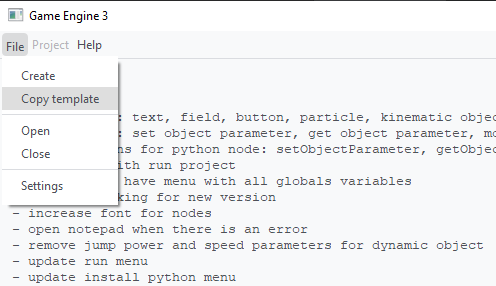 Game Engine 3
File Project Help
Create
Copy template
: text, field, button, particle, kinematic objec
Open : set object parameter, get object parameter, mo
ns for python node: setObjectParameter, getObjec
Close with run project
have menu with all globals variables
Settings king for new version
- increase font for nodes
- open notepad when there is an error
- remove jump power and speed parameters for dynamic object
- update run menu
- update install python menu